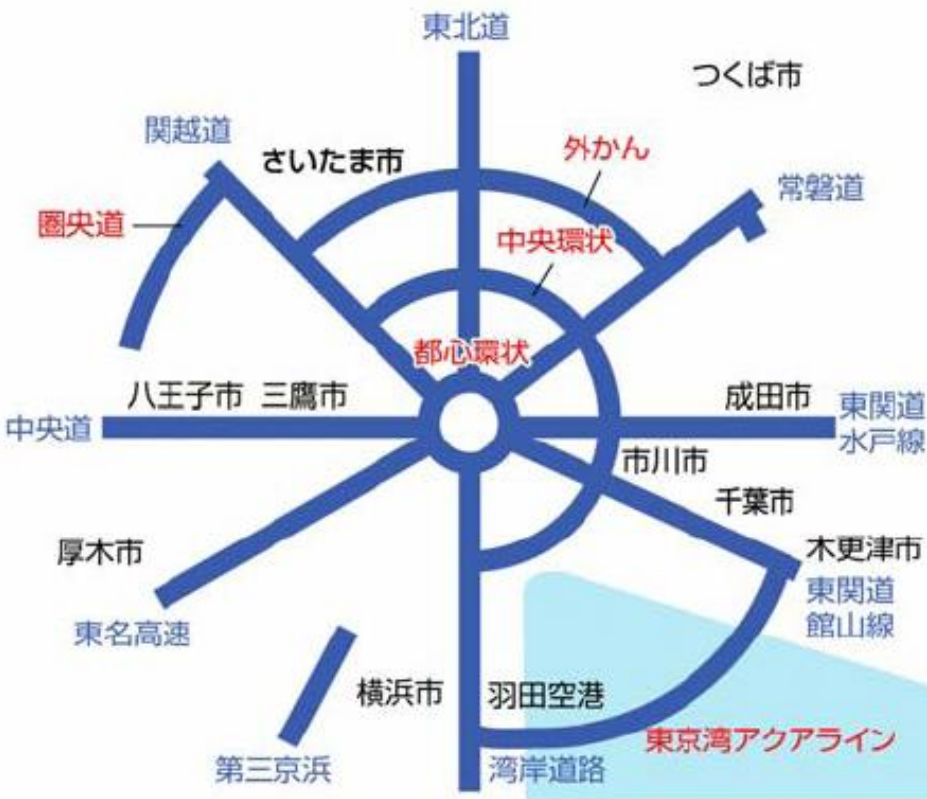 東北道
つくば市
関越道
さいたま市
外かん
常磐道
圏央道
中央環状
都心環状
八王子市
三鷹市
成田市
中央道
東関道
水戸線
市川市
千葉市
厚木市
木更津市
東関道
館山線
東名高速
横浜市
羽田空港
東京湾アクアライン
第三京浜
湾岸道路